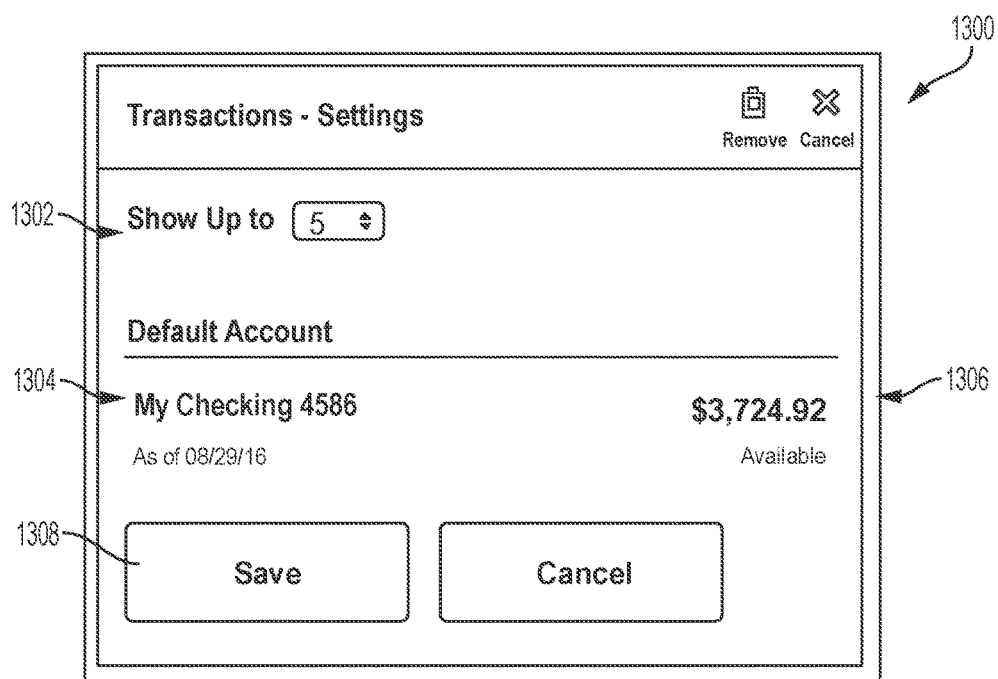 1300
Transactions - Settings
Remove Cancel
1302
Show Up to 5
Default Account
1304
My Checking 4586 $3,724.92
1306
As of 08/29/16 Available
1308
Save Cancel